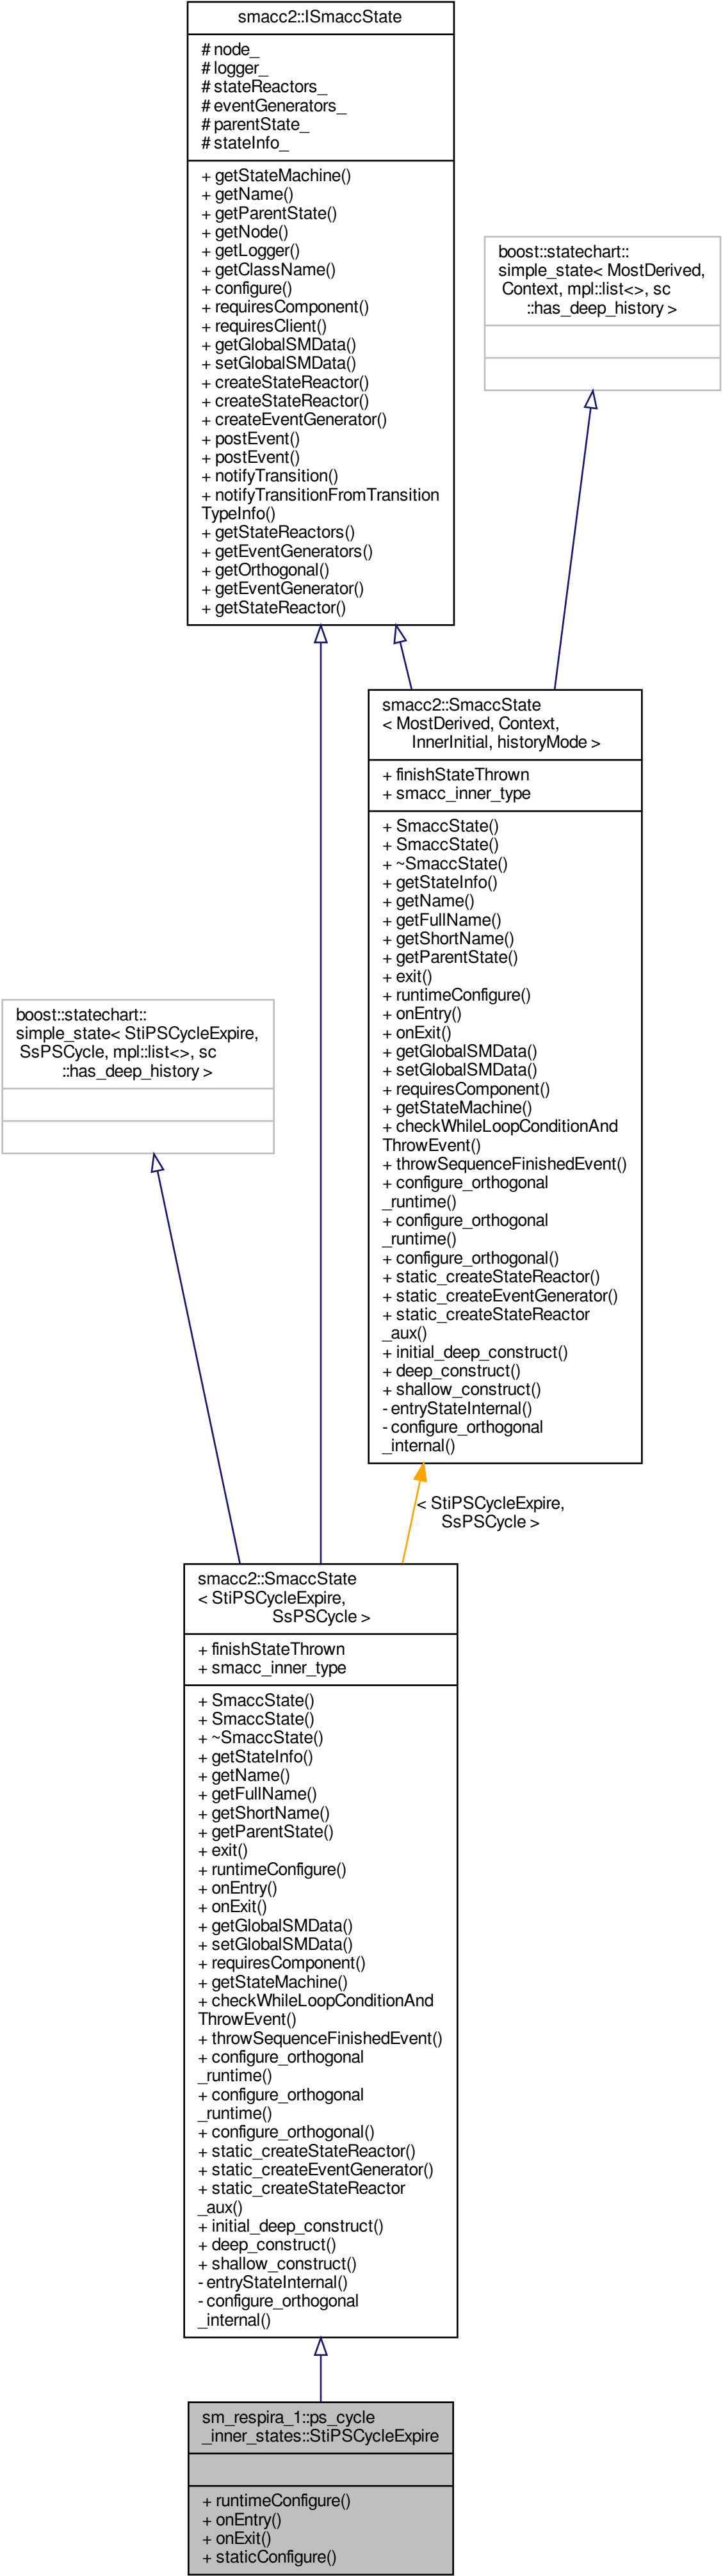 smacc2::ISmaccState
# node_
# logger_
# stateReactors_
# eventGenerators_
# parentState_
# stateInfo_
+ getStateMachine()
+ getName()
+ getParentState()
+ getNode()
+ getLogger()
+ getClassName()
+ configure()
+ requiresComponent()
+ requiresClient()
+ getGlobalSMData()
+ setGlobalSMData()
+ createStateReactor()
+ createStateReactor()
+ createEventGenerator()
+ postEvent()
+ postEvent()
+ notifyTransition()
+ notifyTransitionFromTransition
TypeInfo()
+ getStateReactors()
+ getEventGenerators()
+ getOrthogonal()
+ getEventGenerator()
+ getStateReactor()
boost::statechart::
simple_state< MostDerived,
Context, mpl::list<>, sc
::has_deep_history >
smacc2::SmaccState
< MostDerived, Context,
InnerInitial, historyMode >
+ finishStateThrown
+ smacc_inner_type
+ SmaccState()
+ SmaccState()
+ ~SmaccState()
+ getStateInfo()
+ getName()
+ getFullName()
+ getShortName()
+ getParentState()
+ exit()
+ runtimeConfigure()
+ onEntry()
+ onExit()
+ getGlobalSMData()
+ setGlobalSMData()
+ requiresComponent()
+ getStateMachine()
+ checkWhileLoopConditionAnd
ThrowEvent()
+ throwSequenceFinishedEvent()
+ configure_orthogonal
_runtime()
+ configure_orthogonal
_runtime()
+ configure_orthogonal()
+ static_createStateReactor()
+ static_createEventGenerator()
+ static_createStateReactor
_aux()
+ initial_deep_construct()
+ deep_construct()
+ shallow_construct()
- entryStateInternal()
- configure_orthogonal
_internal()
boost::statechart::
simple_state< StiPSCycleExpire,
SsPSCycle, mpl::list<>, sc
::has_deep_history >
< StiPSCycleExpire,
SsPSCycle >
smacc2::SmaccState
< StiPSCycleExpire,
SsPSCycle >
+ finishStateThrown
+ smacc_inner_type
+ SmaccState()
+ SmaccState()
+ ~SmaccState()
+ getStateInfo()
+ getName()
+ getFullName()
+ getShortName()
+ getParentState()
+ exit()
+ runtimeConfigure()
+ onEntry()
+ onExit()
+ getGlobalSMData()
+ setGlobalSMData()
+ requiresComponent()
+ getStateMachine()
+ checkWhileLoopConditionAnd
ThrowEvent()
+ throwSequenceFinishedEvent()
+ configure_orthogonal
_runtime()
+ configure_orthogonal
_runtime()
+ configure_orthogonal()
+ static_createStateReactor()
+ static_createEventGenerator()
+ static_createStateReactor
_aux()
+ initial_deep_construct()
+ deep_construct()
+ shallow_construct()
- entryStateInternal()
- configure_orthogonal
_internal()
sm_respira_1::ps_cycle
_inner_states::StiPSCycleExpire
+ runtimeConfigure()
+ onEntry()
+ onExit()
+ staticConfigure()